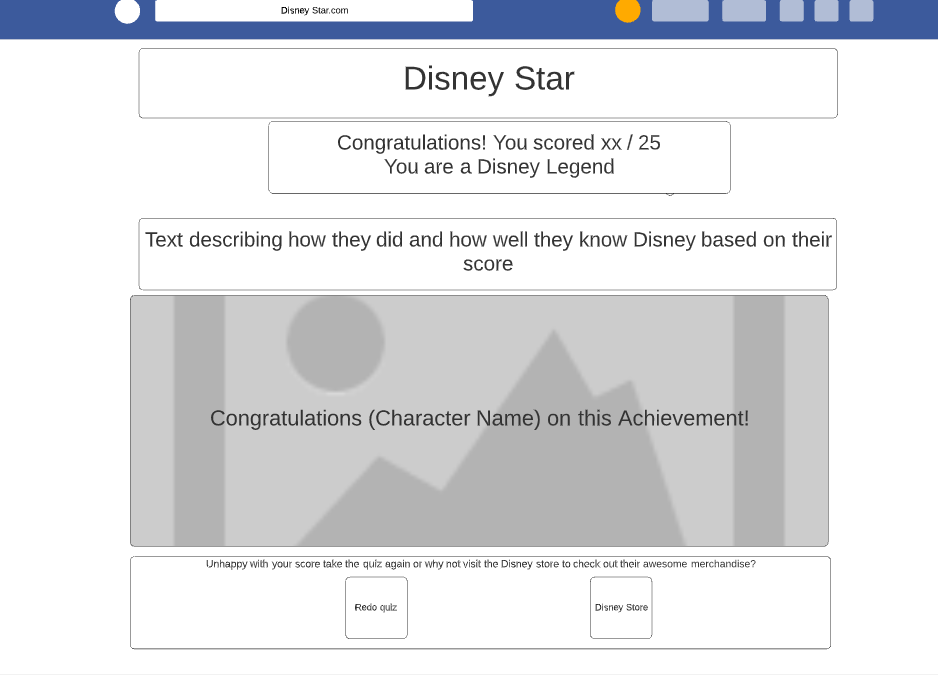 Disney Star.com
Disney Star
Congratulations! You scored xx / 25
You are a Disney Legend
Text describing how they did and how well they know Disney based on their
score
Congratulations (Character Name) on this Achievement!
Unhappy with your score take the quiz again or why not visit the Disney store to check out their awesome merchandise?
Redo quiz
Disney Store